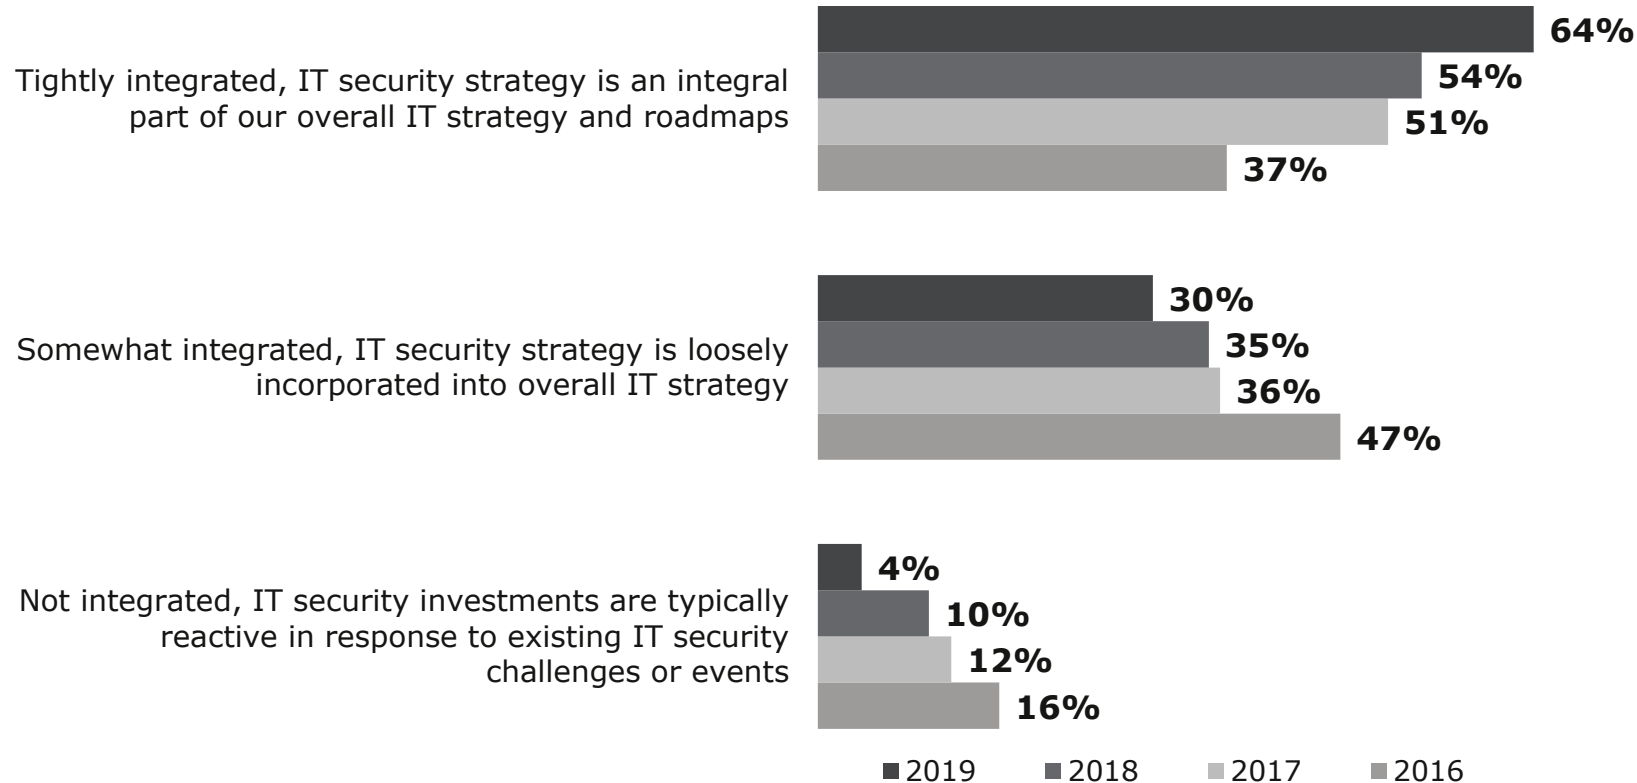 Tightly integrated, IT security strategy is an integral
part of our overall IT strategy and roadmaps
64%
54%
51%
37%
Somewhat integrated, IT security strategy is loosely
incorporated into overall IT strategy
30%
35%
36%
47%
Not integrated, IT security investments are typically
reactive in response to existing IT security
challenges or events
4%
10%
12%
16%
2019 2018 2017 2016